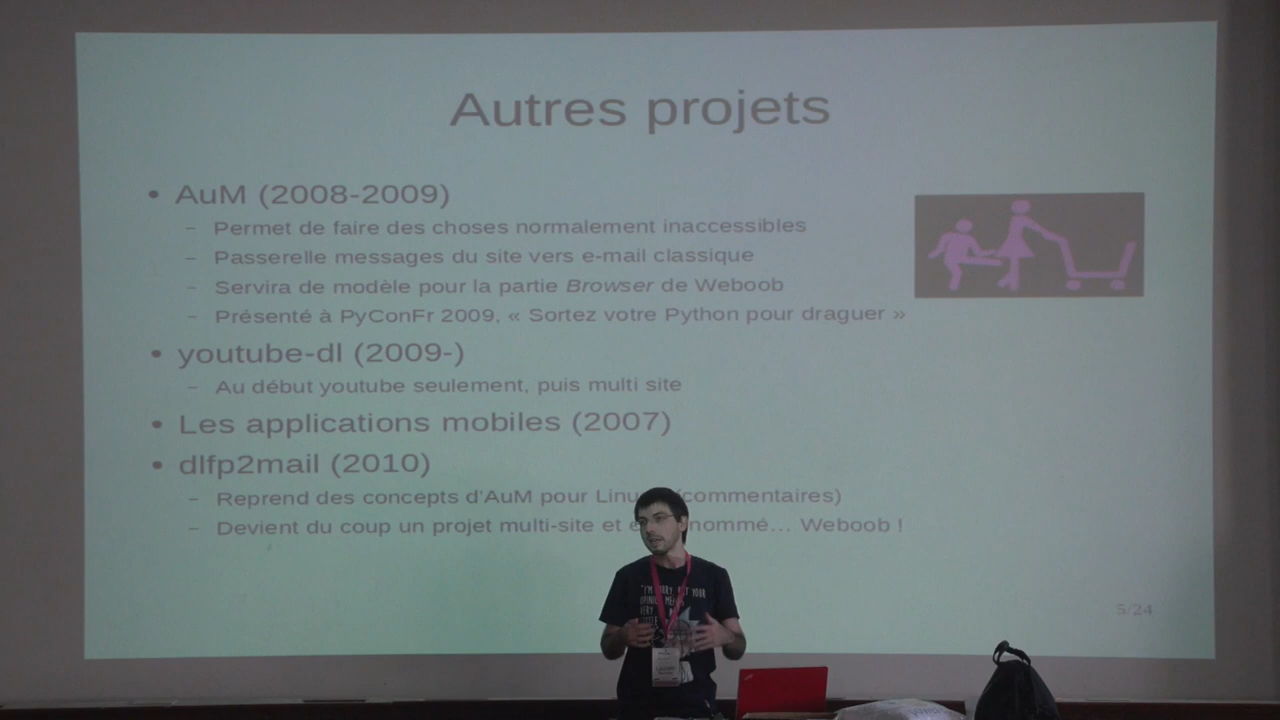 Autres projets
• AuM (2008-2009)
– Permet de faire des choses normalement inaccessibles
– Passerelle messages du site vers e-mail classique
– Servira de modèle pour la partie Browser de Weboob
– Présenté à PyConFr 2009, « Sortez votre Python pour draguer »
• youtube-dl (2009-)
– Au début youtube seulement, puis multi site
• Les applications mobiles (2007)
• dlfp2mail (2010)
– Reprend des concepts d'AuM pour (commentaires)
– Devient du coup un projet multi-site et … Weboob !
"I'M BUT YOUR
VERY
5/24